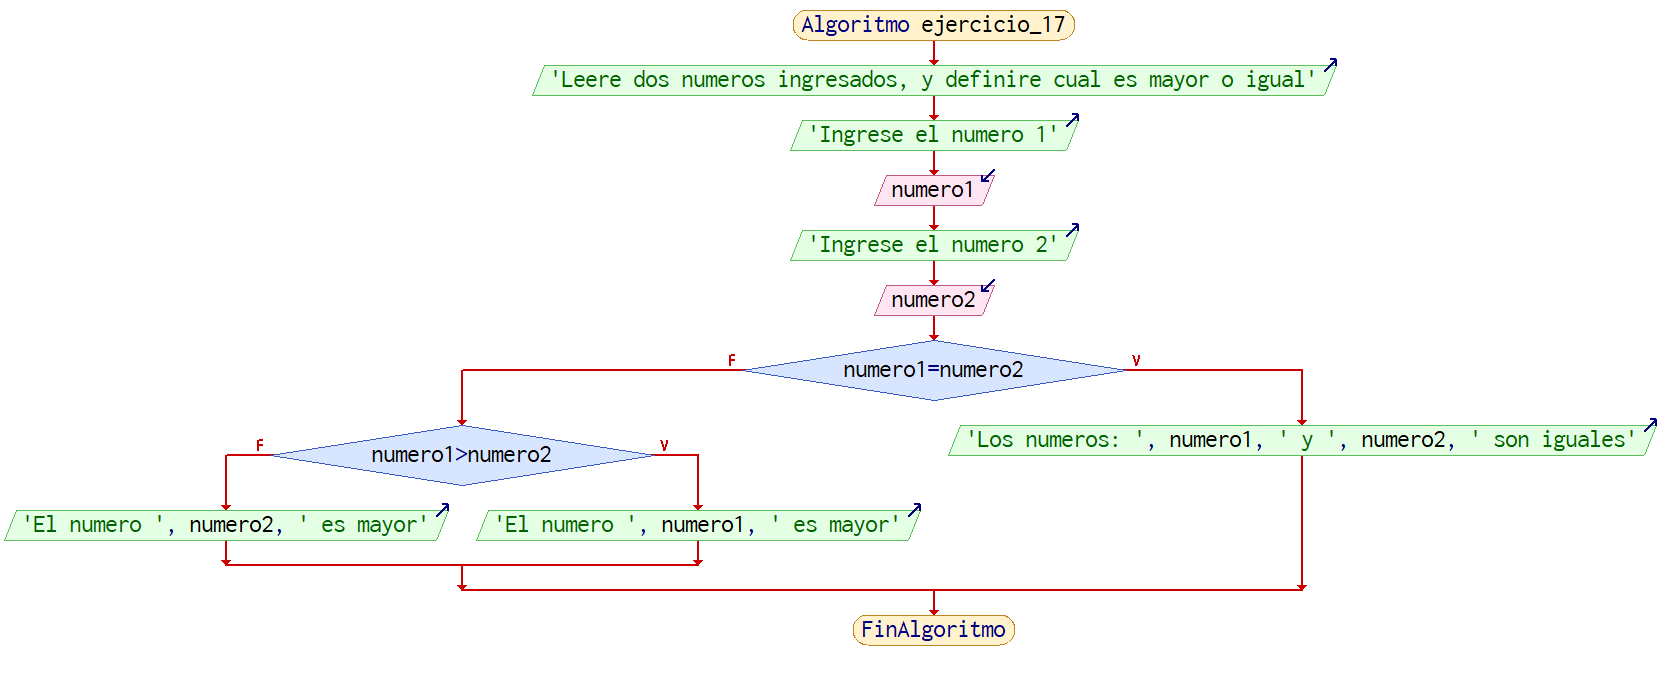 Algoritmo ejercicio_17
'Leere dos numeros ingresados, y definire cual es mayor o igual'
'Ingrese el numero 1'
numero1
'Ingrese el numero 2'
numero2
F
numero1=numero2
V
F
numero1>numero2
V
'Los numeros: ', numero1, ' y ', numero2, ' son iguales'
'El numero ', numero2, ' es mayor'
'El numero ', numero1, ' es mayor'
FinAlgoritmo